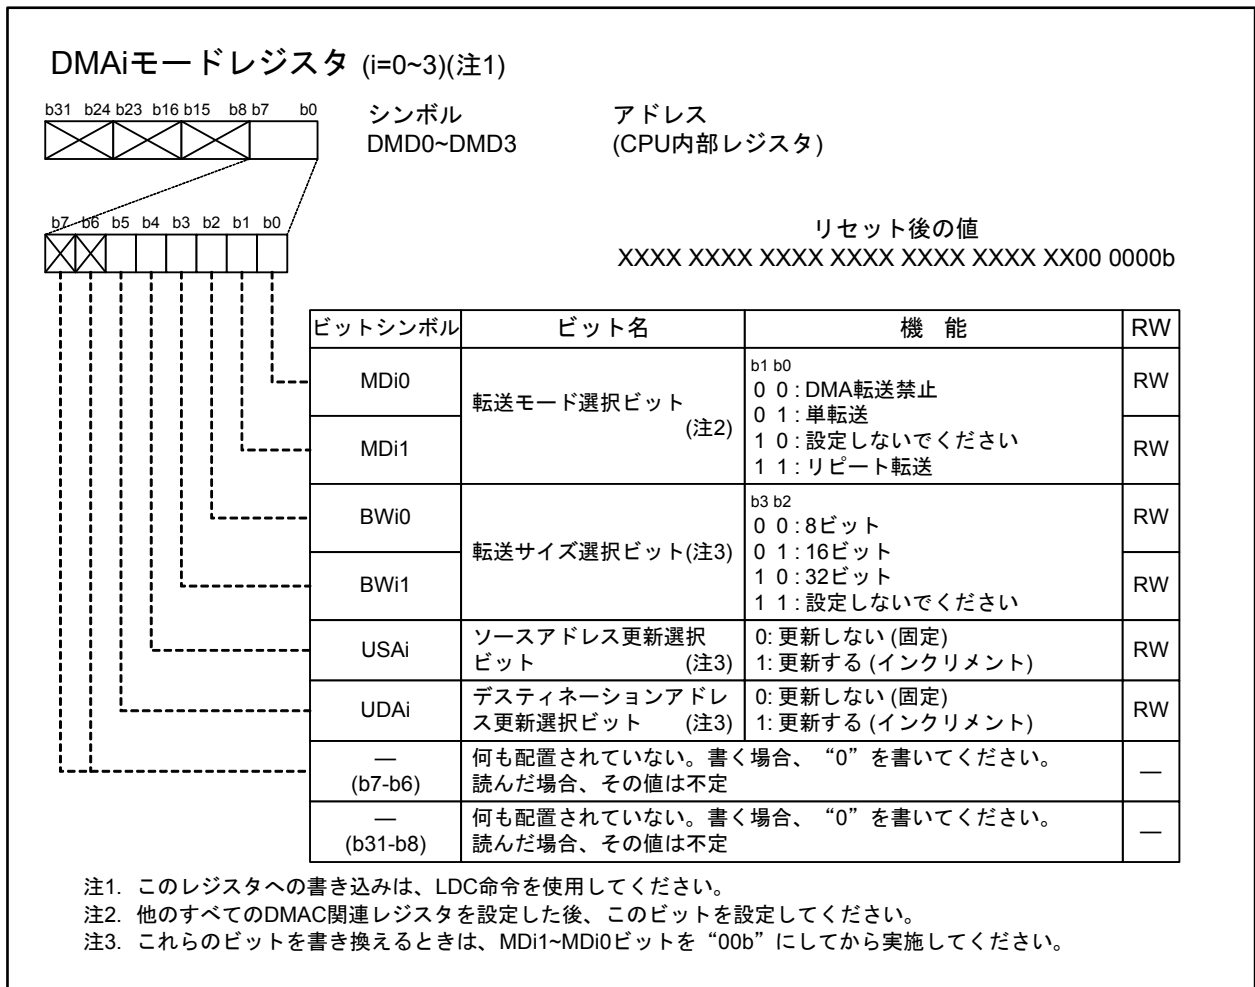 DMAiモードレジスタ (i=0~3)(注1)
b31 b24 b23 b16 b15 b8 b7 b0
シンボル アドレス
DMD0~DMD3 (CPU内部レジスタ)
b7 b6 b5 b4 b3 b2 b1 b0
リセット後の値
XXXX XXXX XXXX XXXX XXXX XXXX XX00 0000b
ビットシンボル ビット名 機 能 RW
MDi0 RW
MDi1 RW
転送モード選択ビット
(注2)
b1 b0
0 0 : DMA転送禁止
0 1 : 単転送
1 0 : 設定しないでください
1 1 : リピート転送
BWi0 RW
BWi1 RW
転送サイズ選択ビット(注3)
b3 b2
0 0 : 8ビット
0 1 : 16ビット
1 0 : 32ビット
1 1 : 設定しないでください
USAi RW
ソースアドレス更新選択
ビット (注3)
0: 更新しない (固定)
1: 更新する (インクリメント)
UDAi RW
デスティネーションアドレ
ス更新選択ビット (注3)
0: 更新しない (固定)
1: 更新する (インクリメント)
—
(b7-b6)
何も配置されていない。書く場合、“0”を書いてください。
読んだ場合、その値は不定
—
—
(b31-b8)
何も配置されていない。書く場合、“0”を書いてください。
読んだ場合、その値は不定
—
注1. このレジスタへの書き込みは、LDC命令を使用してください。
注2. 他のすべてのDMAC関連レジスタを設定した後、このビットを設定してください。
注3. これらのビットを書き換えるときは、MDi1~MDi0ビットを“00b”にしてから実施してください。